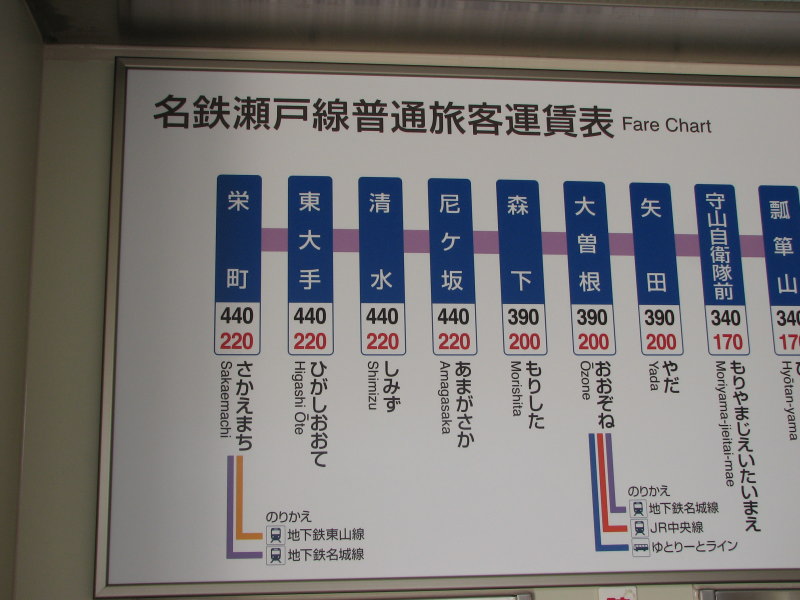 名鉄瀬戸線普通旅客運賃表 Fare Chart
栄町
440
220
さかえまち
Sakaemachi
東大手
440
220
ひがしおおて
Higashi Ōte
清水
440
220
しみず
Shimizu
尼ケ坂
440
220
あまがさか
Amagasaka
森下
390
200
もりした
Morishita
大曽根
390
200
おおぞね
Ozone
矢田
390
200
やだ
Yada
守山自衛隊前
340
170
もりやまじえいたいまえ
Moriyama-jieitai-mae
瓢箪山
340
170
Hyōtan-yama
のりかえ
地下鉄東山線
地下鉄名城線
のりかえ
地下鉄名城線
JR中央線
ゆとりーとライン